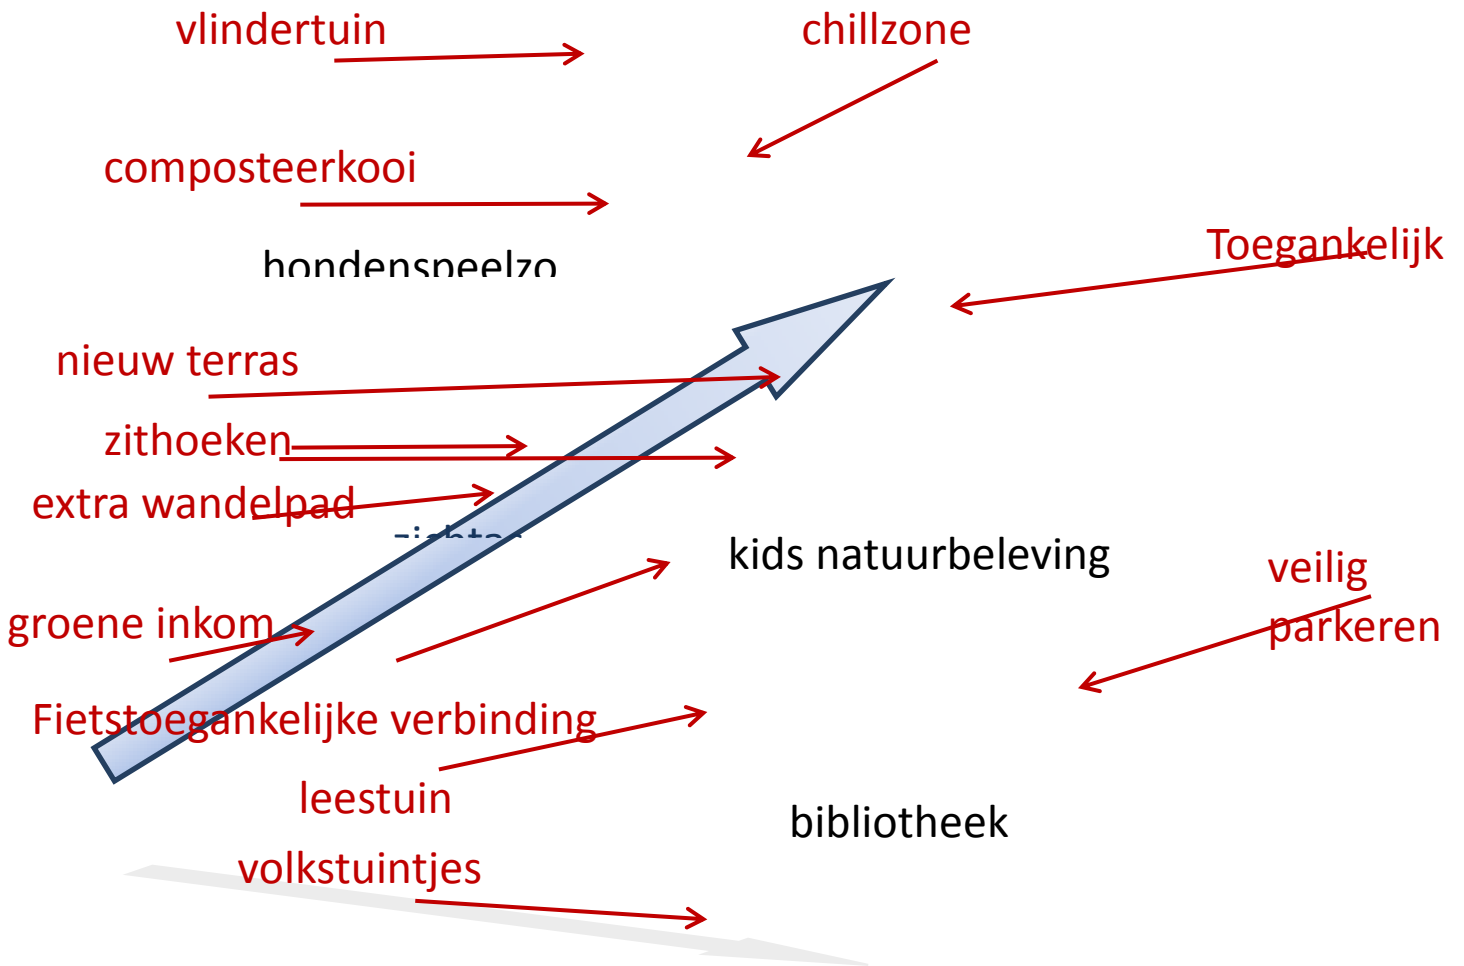 vlindertuin
chillzone
composteerkooi
Toegankelijk
hondenspeelzo
nieuw terras
zithoeken
extra wandelpad
kids natuurbeleving
veilig
parkeren
groene inkom
Fietstoegankelijke verbinding
leestuin
bibliotheek
volkstuintjes